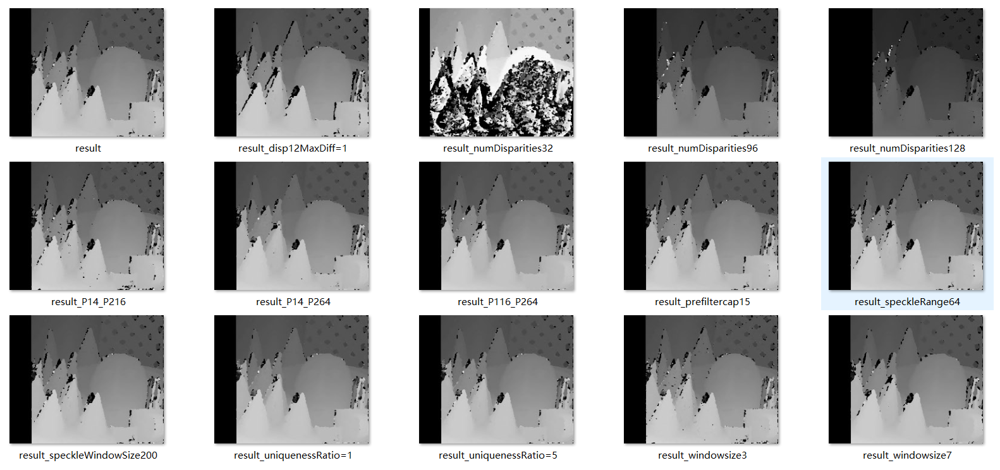 result
result_disp12MaxDiff=1
result_numDisparities32
result_numDisparities96
result_numDisparities128
result_P14_P216
result_P14_P264
result_P116_P264
result_prefiltercap15
result_speckleRange64
result_speckleWindowSize200
result_uniquenessRatio=1
result_uniquenessRatio=5
result_windowsize3
result_windowsize7